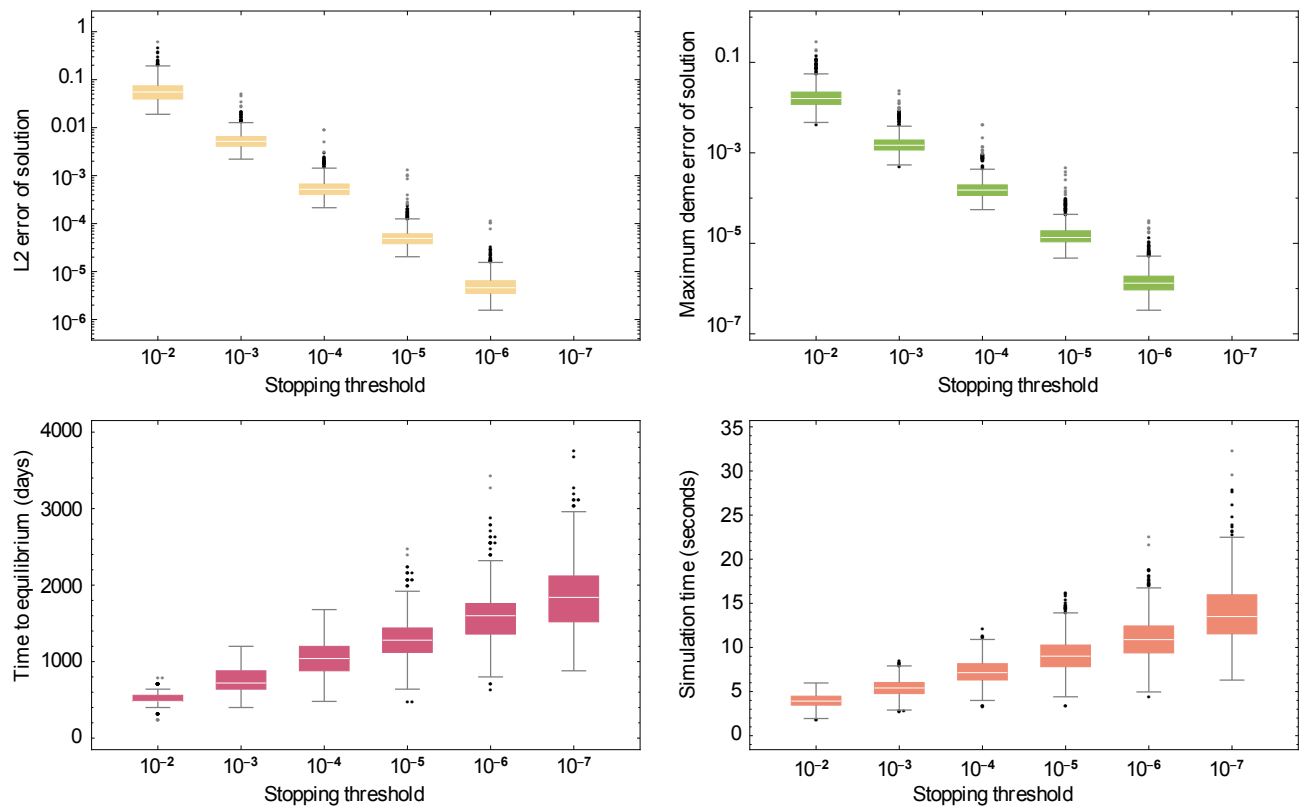 L2 error of solution
1
0.1
0.01
10⁻³
10⁻⁴
10⁻⁵
10⁻⁶
10⁻² 10⁻³ 10⁻⁴ 10⁻⁵ 10⁻⁶ 10⁻⁷
Stopping threshold
Maximum deme error of solution
0.1
10⁻³
10⁻⁵
10⁻⁷
10⁻² 10⁻³ 10⁻⁴ 10⁻⁵ 10⁻⁶ 10⁻⁷
Stopping threshold
Time to equilibrium (days)
4000
3000
2000
1000
0
10⁻² 10⁻³ 10⁻⁴ 10⁻⁵ 10⁻⁶ 10⁻⁷
Stopping threshold
Simulation time (seconds)
35
30
25
20
15
10
5
0
10⁻² 10⁻³ 10⁻⁴ 10⁻⁵ 10⁻⁶ 10⁻⁷
Stopping threshold